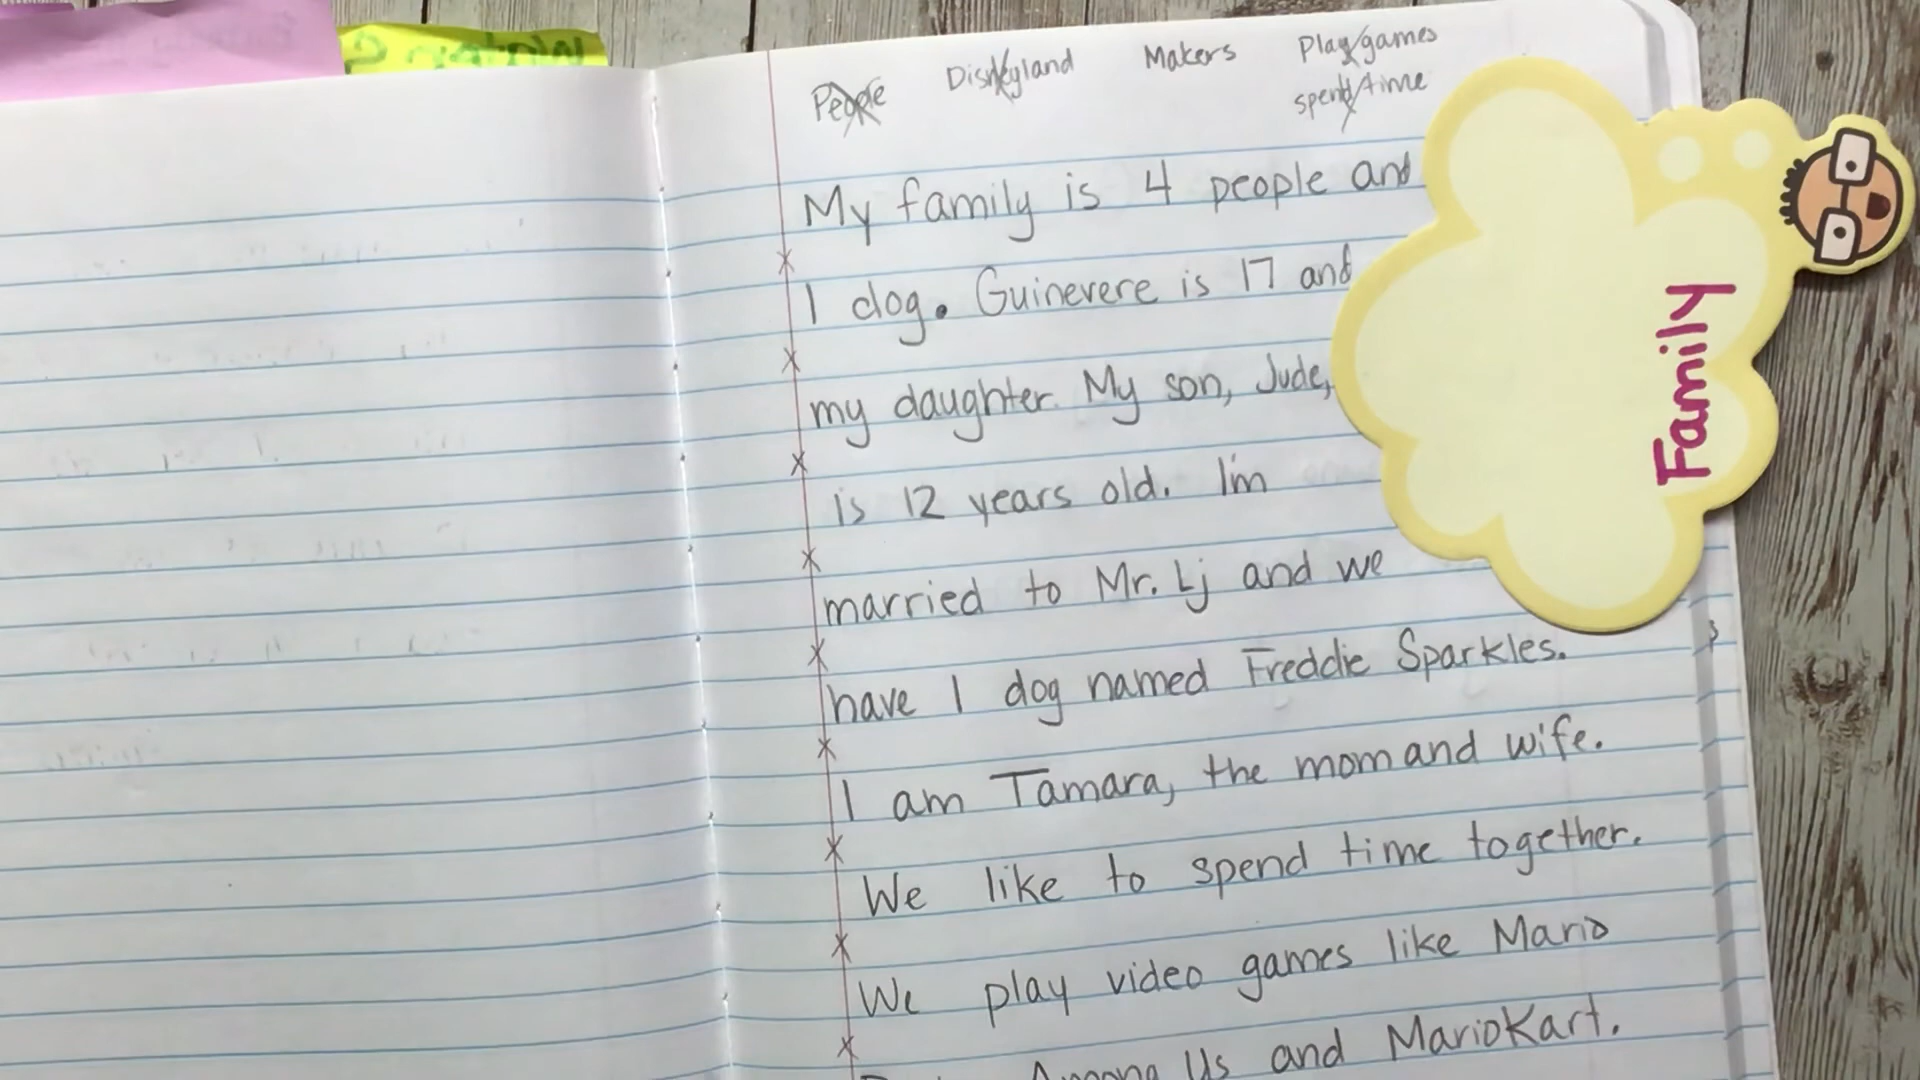 People Disneyland Makers Play games
spend time
My family is 4 people and
1 dog. Guinevere is 17 and
my daughter. My son, Jude,
is 12 years old. I'm
married to Mr. Lj and we
have 1 dog named Freddie Sparkles.
I am Tamara, the mom and wife.
We like to spend time together.
We play video games like Mario
Among Us and MarioKart.
Family